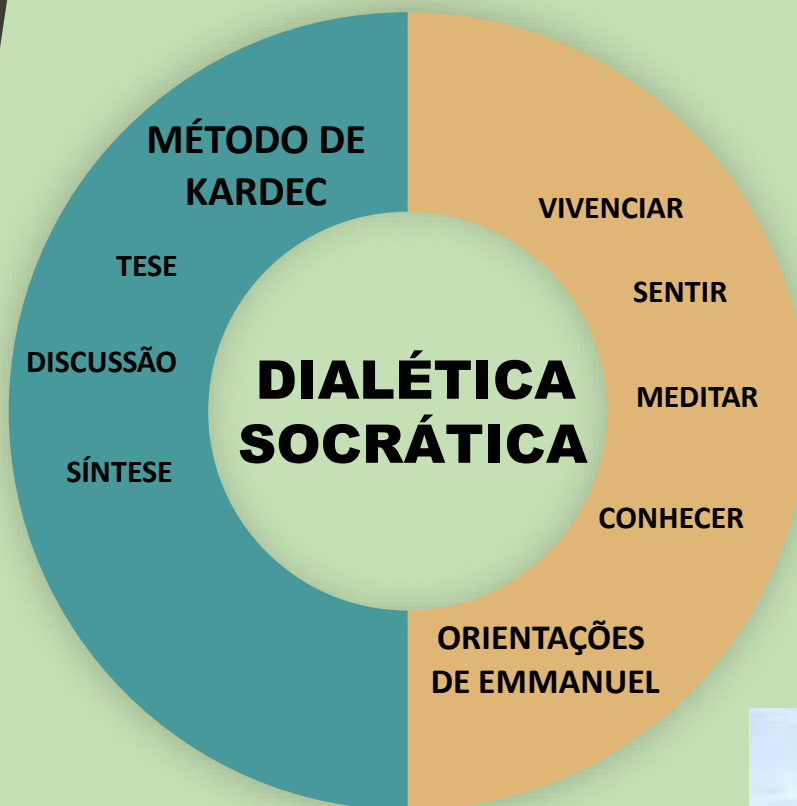 MÉTODO DE
KARDEC
TESE
DISCUSSÃO
SÍNTESE
DIALÉTICA
SOCRÁTICA
VIVENCIAR
SENTIR
MEDITAR
CONHECER
ORIENTAÇÕES
DE EMMANUEL